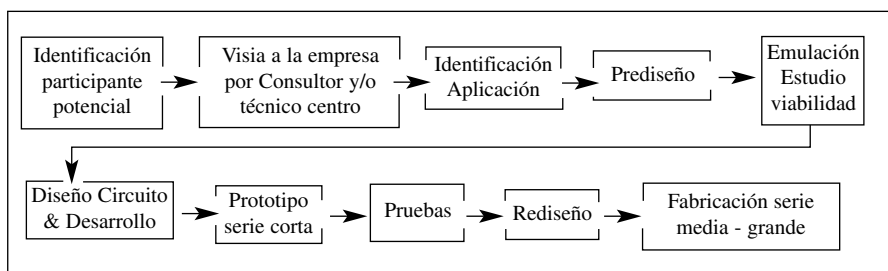 Identificación
participante
potencial
Visia a la empresa
por Consultor y/o
técnico centro
Identificación
Aplicación
Prediseño
Emulación
Estudio
viabilidad
Diseño Circuito
& Desarrollo
Prototipo
serie corta
Pruebas
Rediseño
Fabricación serie
media - grande